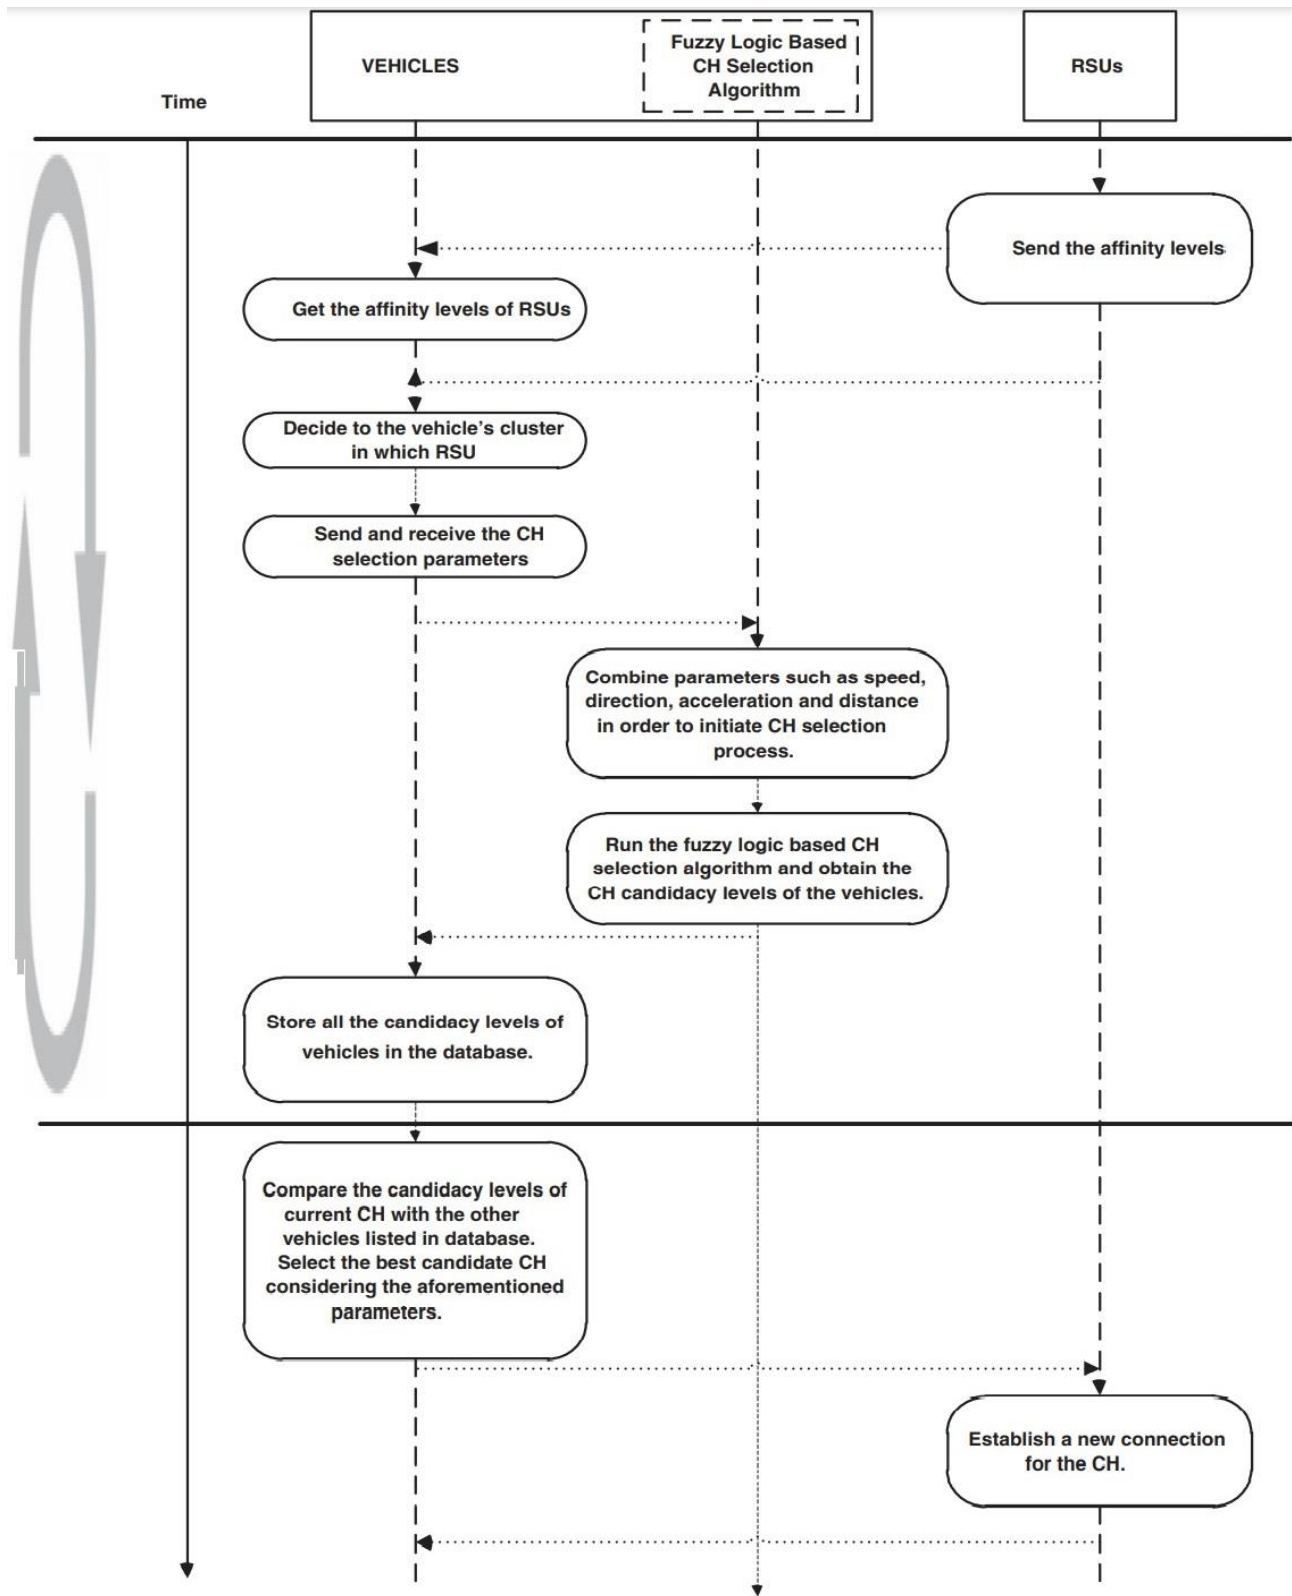 VEHICLES
Fuzzy Logic Based
CH Selection
Algorithm
RSUs
Time
Send the affinity levels
Get the affinity levels of RSUs
Decide to the vehicle’s cluster
in which RSU
Send and receive the CH
selection parameters
Combine parameters such as speed,
direction, acceleration and distance
in order to initiate CH selection
process.
Run the fuzzy logic based CH
selection algorithm and obtain the
CH candidacy levels of the vehicles.
Store all the candidacy levels of
vehicles in the database.
Compare the candidacy levels of
current CH with the other
vehicles listed in database.
Select the best candidate CH
considering the aforementioned
parameters.
Establish a new connection
for the CH.